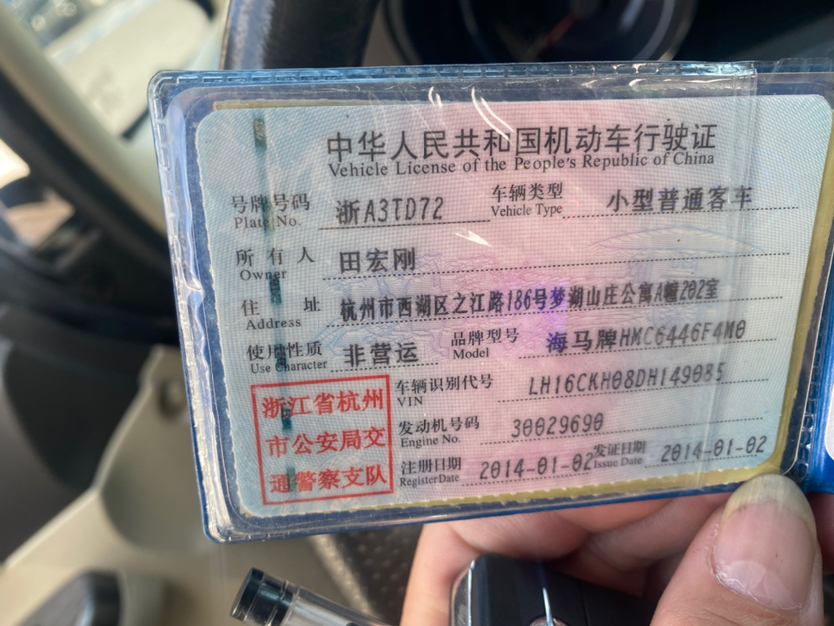 中华人民共和国机动车行驶证
Vehicle License of the People's Republic of China
号牌号码 浙A3TD72 车辆类型 小型普通客车
Plate No. Vehicle Type
所有人 田宏刚
Owner
住址 杭州市西湖区之江路186号梦湖山庄公寓A幢202室
Address
使用性质 非营运 品牌型号 海马牌HMC6446F4M0
Use Character Model
浙江省杭州
市公安局交
通警察支队
车辆识别代号 LH16CKH08DH149085
VIN
发动机号码 30029690
Engine No.
注册日期 2014-01-02 发证日期 2014-01-02
Register Date Issue Date